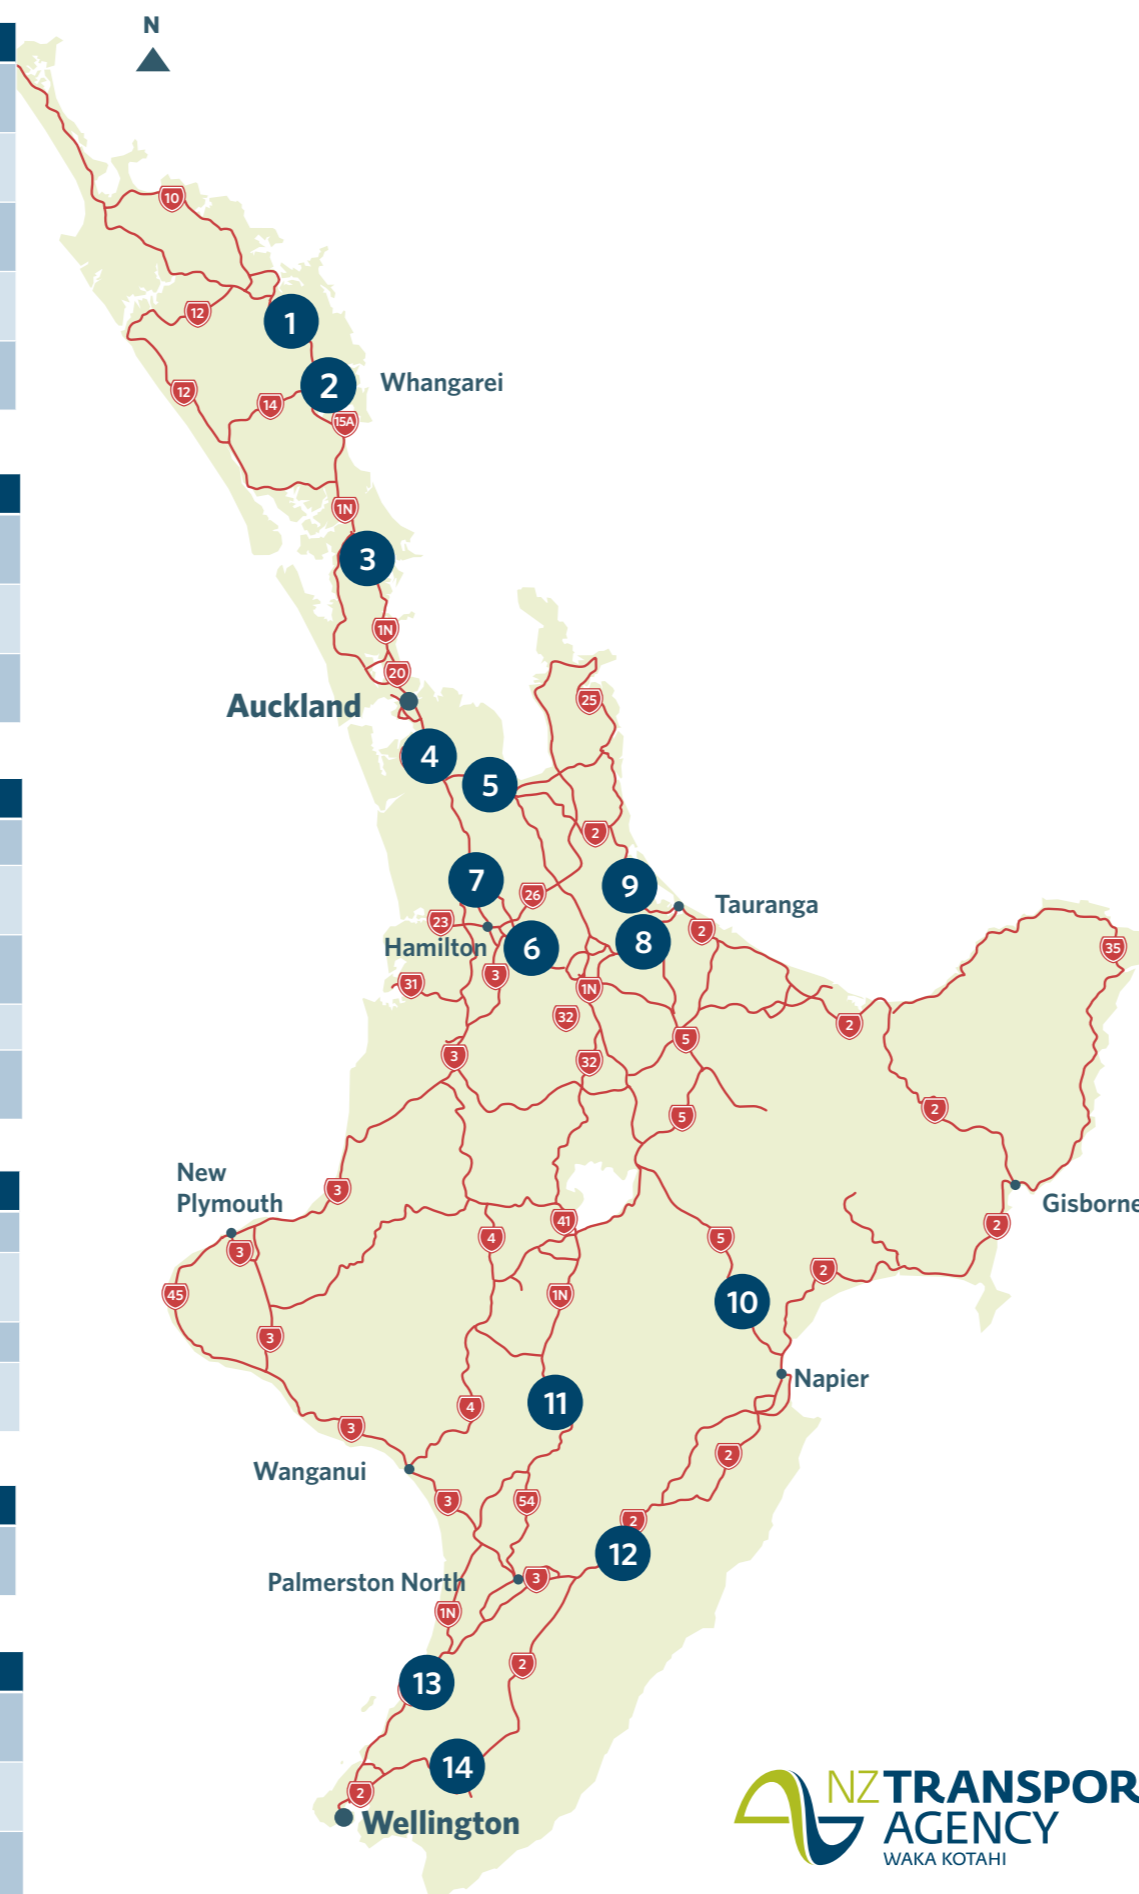 N
10
12
1
2
Whangarei
12
14
15A
1N
3
1N
20
Auckland
25
4
5
2
7
26
9
Tauranga
23
Hamilton
6
8
2
35
31
3
1N
32
2
3
32
5
2
5
New
Plymouth
3
Gisborne
41
4
5
2
3
2
45
1N
10
3
Napier
11
4
3
2
Wanganui
3
54
2
12
Palmerston North
3
1N
2
13
14
2
Wellington
NZ TRANSPOR
AGENCY
WAKA KOTAHI